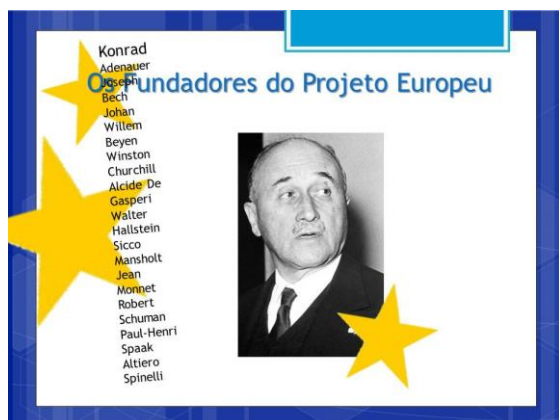 Os Fundadores do Projeto Europeu
Konrad
Adenauer
Joseph
Bech
Johan
Willem
Beyen
Winston
Churchill
Alcide De
Gasperi
Walter
Hallstein
Sicco
Mansholt
Jean
Monnet
Robert
Schuman
Paul-Henri
Spaak
Altiero
Spinelli